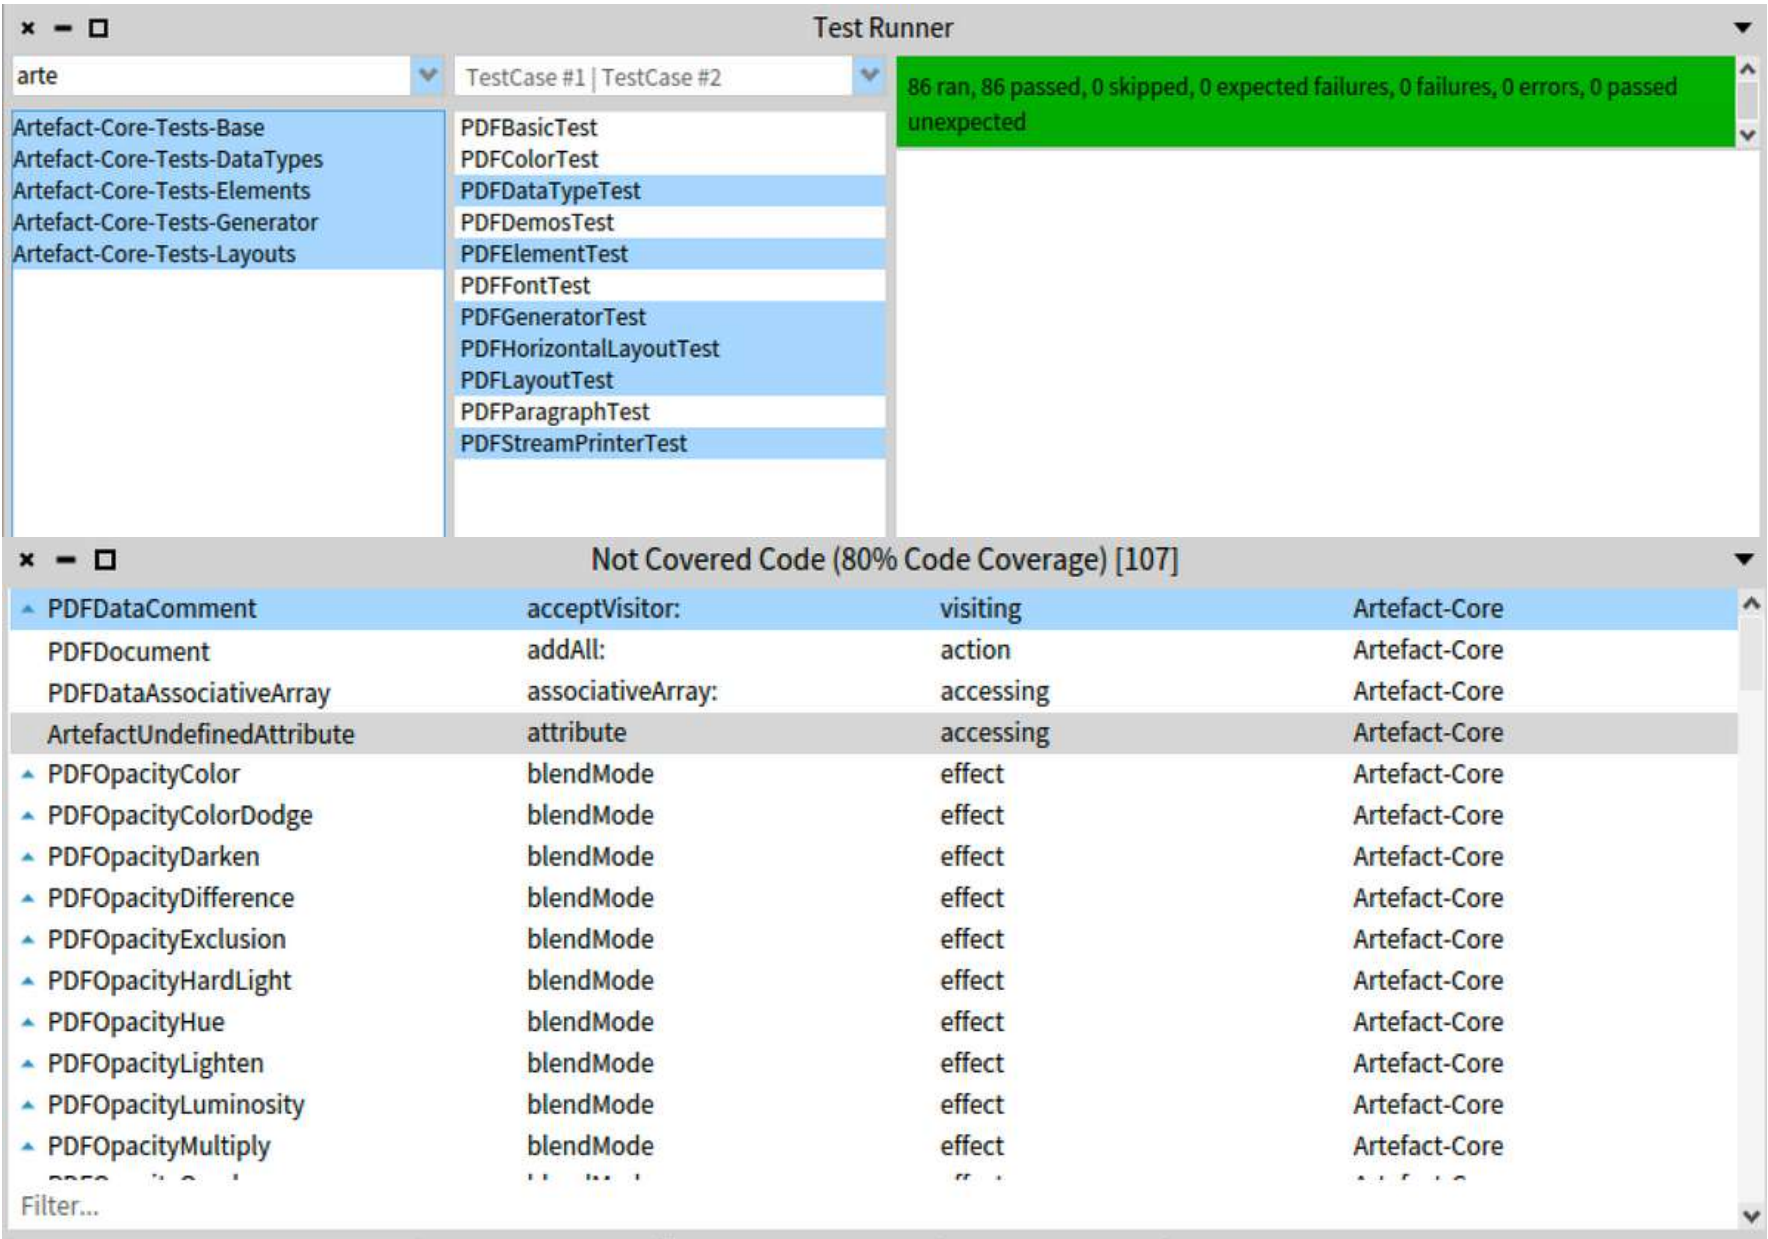 Test Runner
arte
TestCase #1 | TestCase #2
86 ran, 86 passed, 0 skipped, 0 expected failures, 0 failures, 0 errors, 0 passed
unexpected
Artefact-Core-Tests-Base
Artefact-Core-Tests-DataTypes
Artefact-Core-Tests-Elements
Artefact-Core-Tests-Generator
Artefact-Core-Tests-Layouts
PDFBasicTest
PDFColorTest
PDFDataTypeTest
PDFDemosTest
PDFElementTest
PDFFontTest
PDFGeneratorTest
PDFHorizontalLayoutTest
PDFLayoutTest
PDFParagraphTest
PDFStreamPrinterTest
Not Covered Code (80% Code Coverage) [107]
PDFDataComment acceptVisitor: visiting Artefact-Core
PDFDocument addAll: action Artefact-Core
PDFDataAssociativeArray associativeArray: accessing Artefact-Core
ArtefactUndefinedAttribute attribute accessing Artefact-Core
PDFOpacityColor blendMode effect Artefact-Core
PDFOpacityColorDodge blendMode effect Artefact-Core
PDFOpacityDarken blendMode effect Artefact-Core
PDFOpacityDifference blendMode effect Artefact-Core
PDFOpacityExclusion blendMode effect Artefact-Core
PDFOpacityHardLight blendMode effect Artefact-Core
PDFOpacityHue blendMode effect Artefact-Core
PDFOpacityLighten blendMode effect Artefact-Core
PDFOpacityLuminosity blendMode effect Artefact-Core
PDFOpacityMultiply blendMode effect Artefact-Core
Filter...